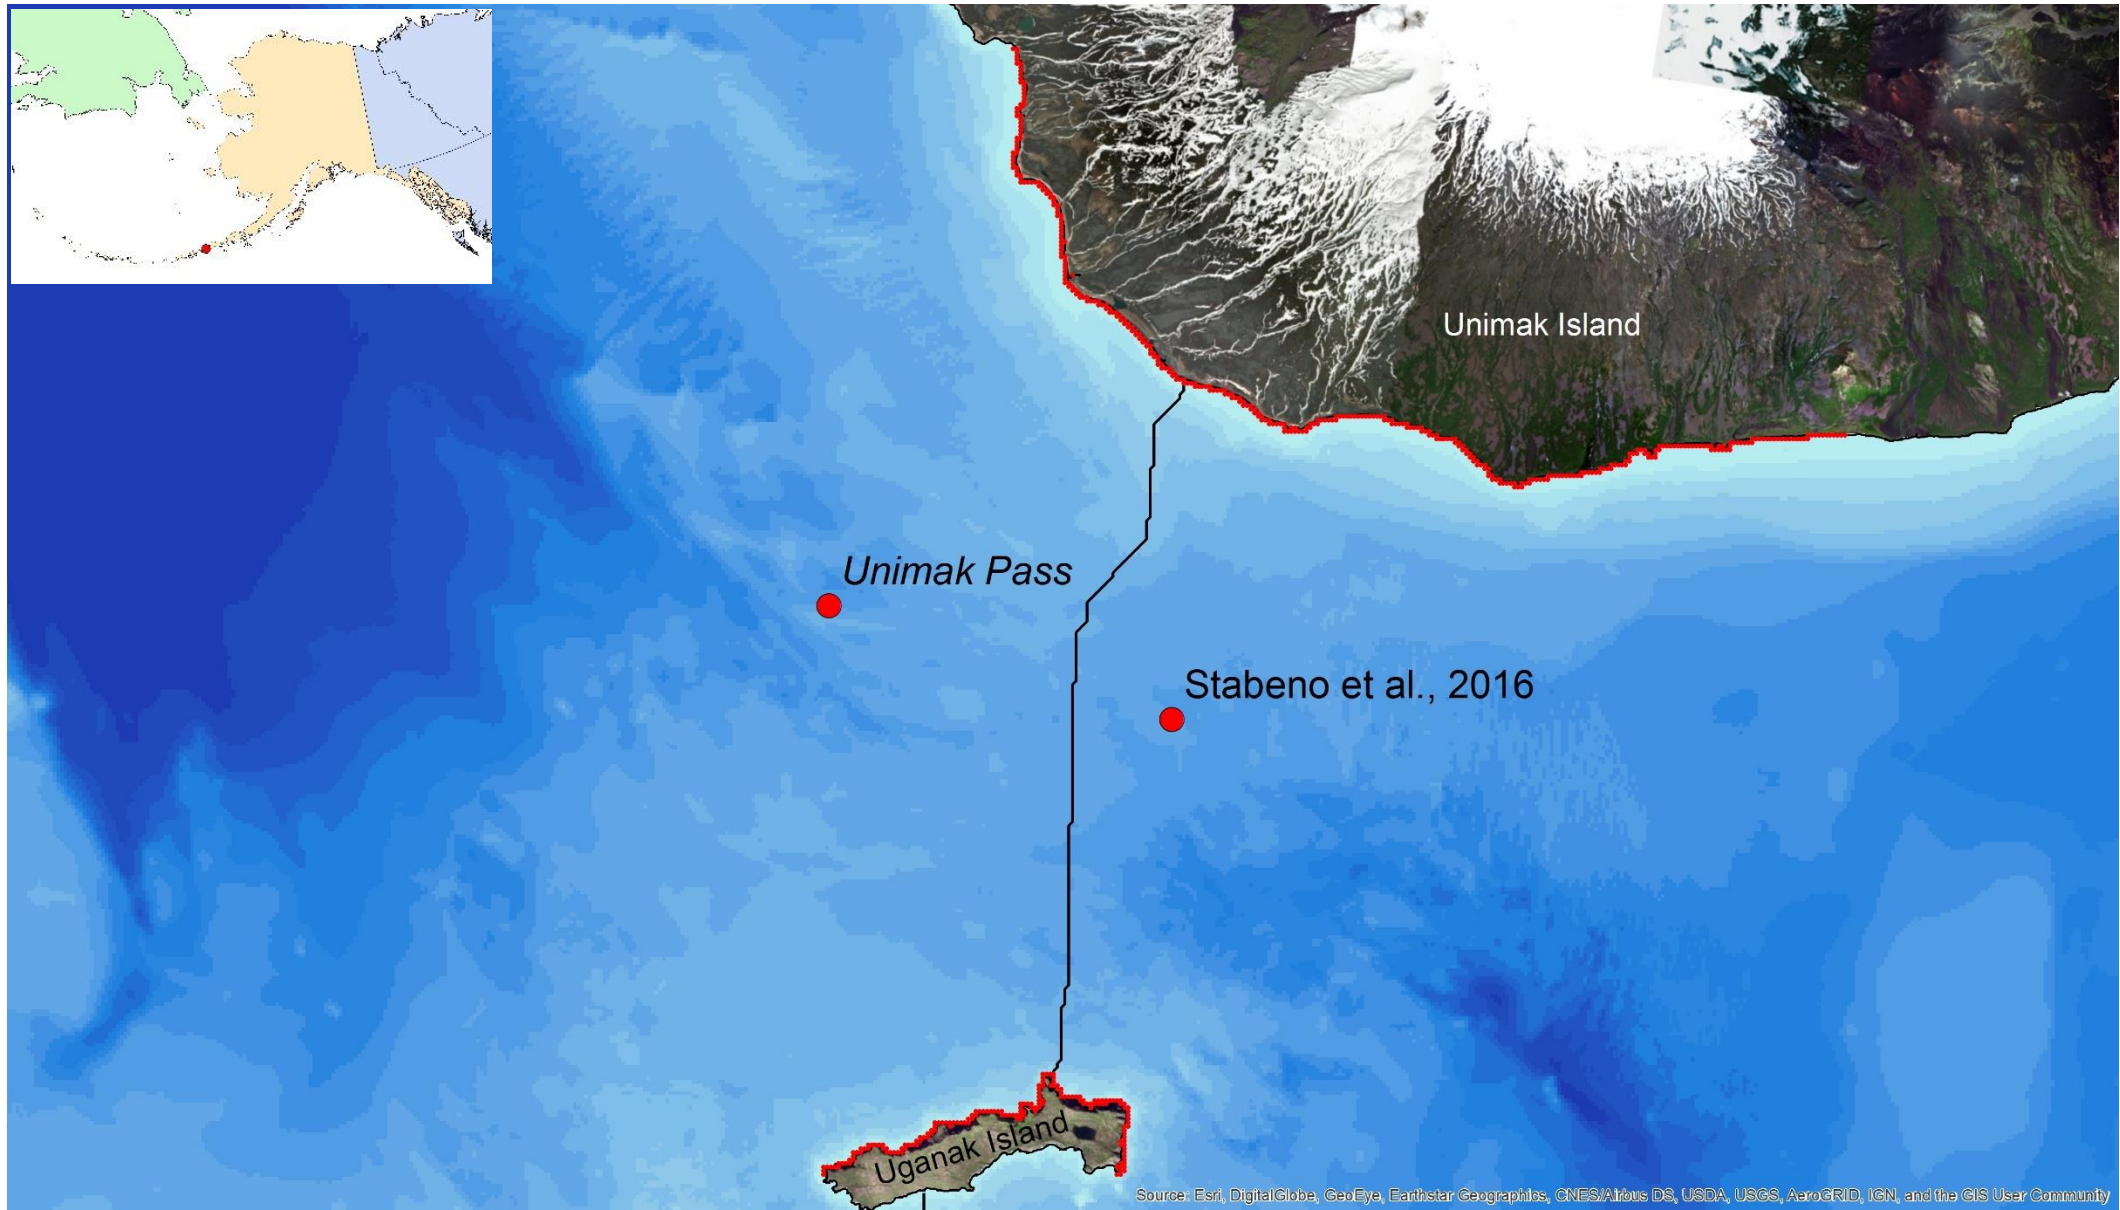 Unimak Island
Unimak Pass
Stabeno et al., 2016
Uganak Island
Source: Esri, DigitalGlobe, GeoEye, Earthstar Geographics, CNES/Airbus DS, USDA, USGS, AeroGRID, IGN, and the GIS User Community